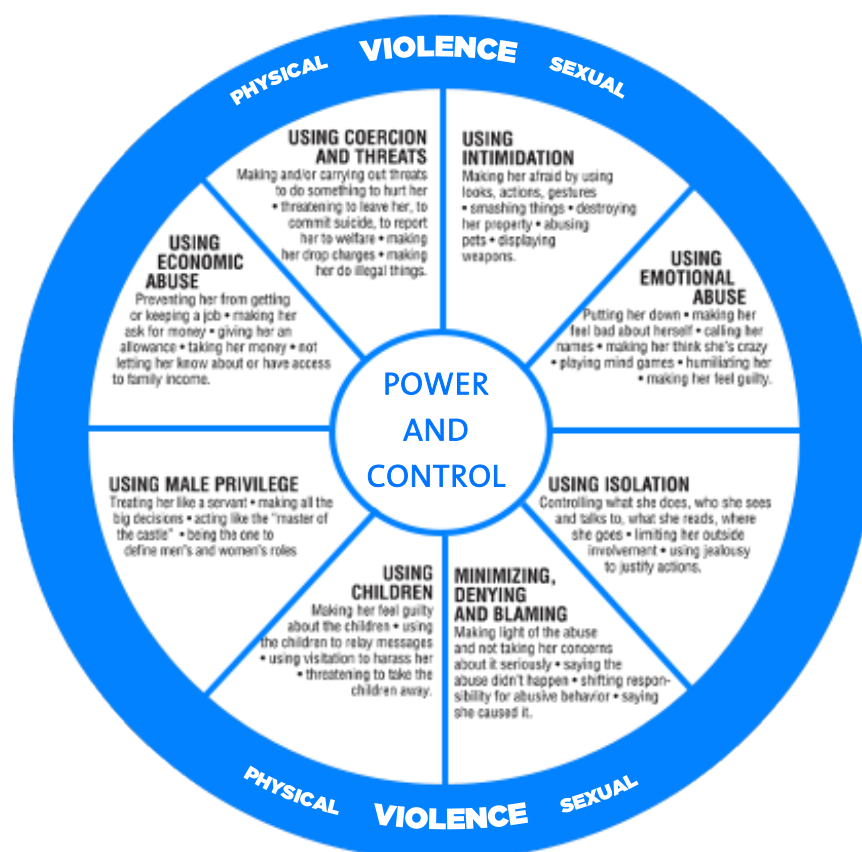 PHYSICAL VIOLENCE SEXUAL
USING COERCION
AND THREATS
Making and/or carrying out threats
to do something to hurt her
• threatening to leave her, to
commit suicide, to report
her to welfare • making
her drop charges • making
her do illegal things.
USING
INTIMIDATION
Making her afraid by using
looks, actions, gestures
• smashing things • destroying
her property • abusing
pets • displaying
weapons.
USING
EMOTIONAL
ABUSE
Putting her down • making her
feel bad about herself • calling her
names • making her think she's crazy
• playing mind games • humiliating her
• making her feel guilty.
USING ISOLATION
Controlling what she does, who she sees
and talks to, what she reads, where
she goes • limiting her outside
involvement • using jealousy
to justify actions.
MINIMIZING,
DENYING
AND BLAMING
Making light of the abuse
and not taking her concerns
about it seriously • saying the
abuse didn't happen • shifting respon-
sibility for abusive behavior • saying
she caused it.
USING
CHILDREN
Making her feel guilty
about the children • using
the children to relay messages
• using visitation to harass her
• threatening to take the
children away.
USING MALE PRIVILEGE
Treating her like a servant • making all the
big decisions • acting like the "master of
the castle" • being the one to
define men's and women's roles
USING
ECONOMIC
ABUSE
Preventing her from getting
or keeping a job • making her
ask for money • giving her an
allowance • taking her money • not
letting her know about or have access
to family income.
POWER
AND
CONTROL
PHYSICAL VIOLENCE SEXUAL